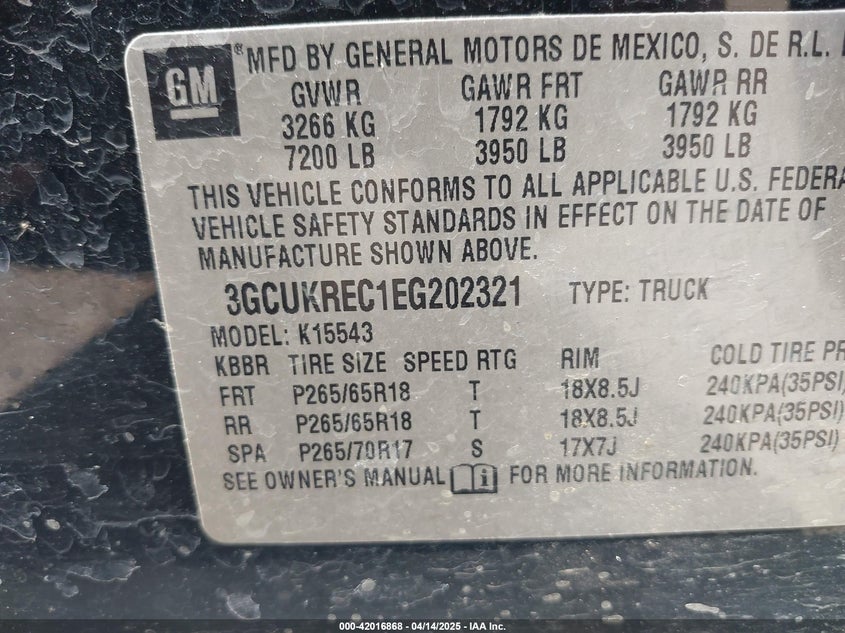 GM ® MFD BY GENERAL MOTORS DE MEXICO, S. DE R.L.
GVWR GAWR FRT GAWR RR
3266 KG 1792 KG 1792 KG
7200 LB 3950 LB 3950 LB
THIS VEHICLE CONFORMS TO ALL APPLICABLE U.S. FEDERA
VEHICLE SAFETY STANDARDS IN EFFECT ON THE DATE OF
MANUFACTURE SHOWN ABOVE.
3GCUKREC1EG202321 TYPE: TRUCK
MODEL: K15543
KBBR TIRE SIZE SPEED RTG RIM COLD TIRE PR
FRT P265/65R18 T 18X8.5J 240KPA(35PSI)
RR P265/65R18 T 18X8.5J 240KPA(35PSI)
SPA P265/70R17 S 17X7J 240KPA(35PSI)
SEE OWNER'S MANUAL FOR MORE INFORMATION.
000-42016868 - 04/14/2025 - IAA Inc.